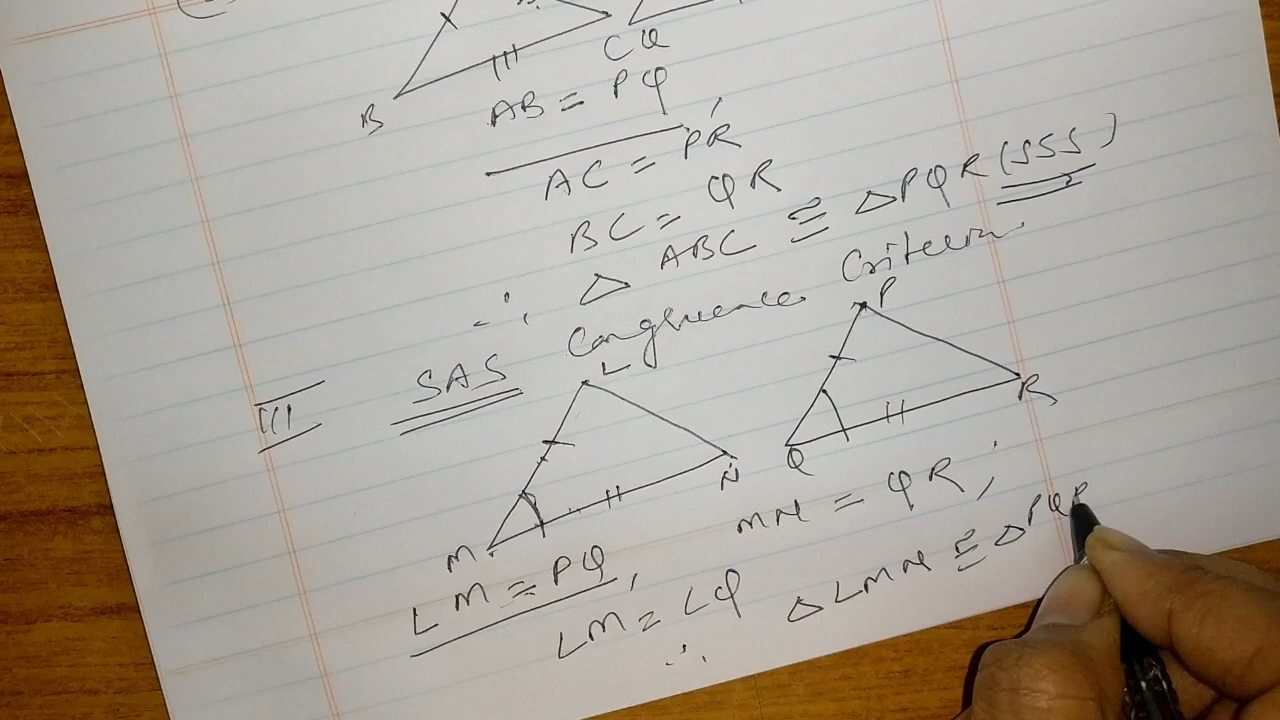 B
C Q
AB = PQ
AC = PR,
BC = QR
∴ △ ABC ≅ △PQR (SSS)
III SAS Congruence Criterion
L
P
M
N
Q
R
LM = PQ, MN = QR,
∠M = ∠Q
∴ △LMN ≅ △PQR